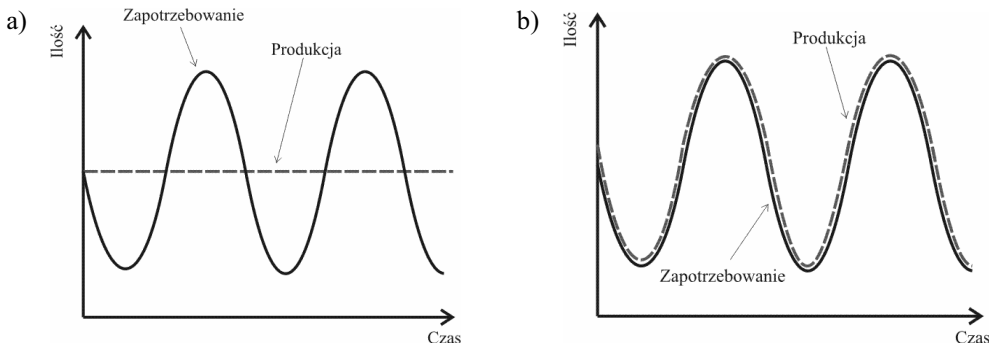 a)
Ilość
Zapotrzebowanie
Produkcja
Czas
b)
Ilość
Produkcja
Zapotrzebowanie
Czas